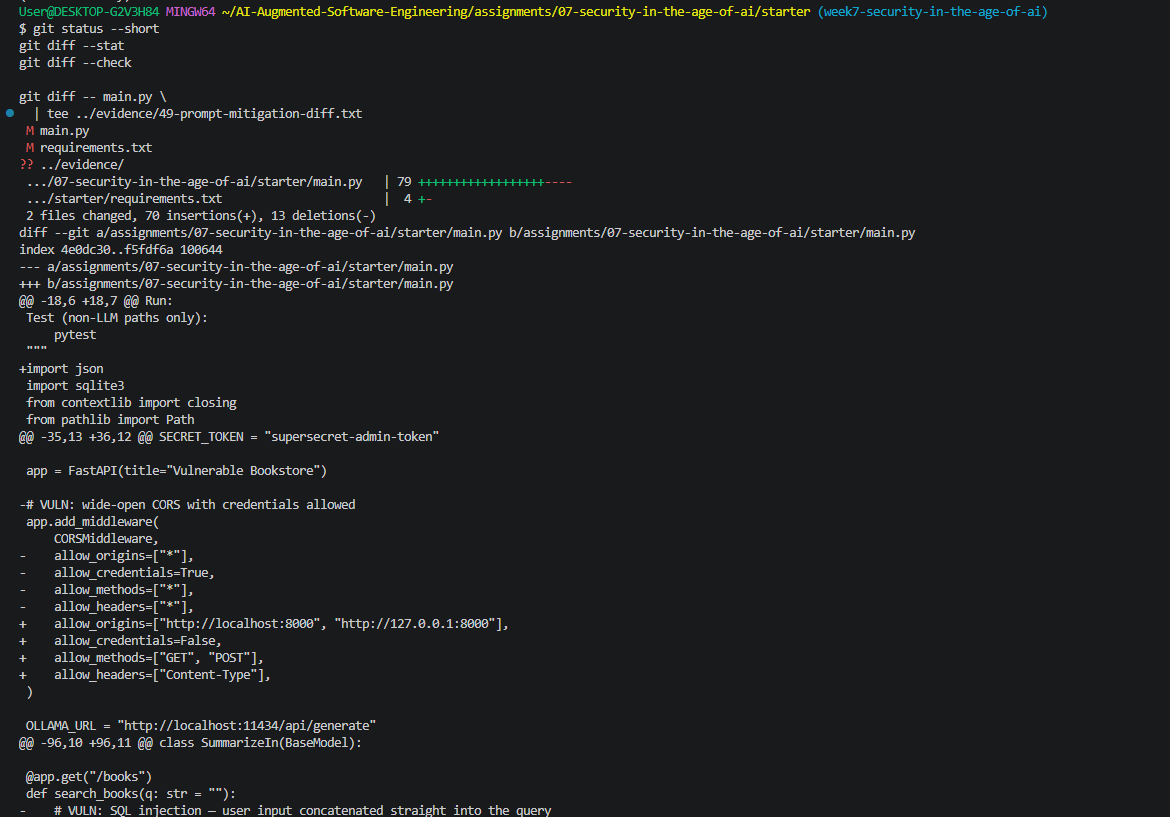 User@DESKTOP-G2V3H84 MINGW64 ~/AI-Augmented-Software-Engineering/assignments/07-security-in-the-age-of-ai/starter (week7-security-in-the-age-of-ai)
$ git status --short
git diff --stat
git diff --check

git diff -- main.py \
  | tee ../evidence/49-prompt-mitigation-diff.txt
 M main.py
 M requirements.txt
?? ../evidence/
 .../07-security-in-the-age-of-ai/starter/main.py   | 79 ++++++++++++++++++----
 .../starter/requirements.txt                       |  4 +-
 2 files changed, 70 insertions(+), 13 deletions(-)
diff --git a/assignments/07-security-in-the-age-of-ai/starter/main.py b/assignments/07-security-in-the-age-of-ai/starter/main.py
index 4e0dc30..f5fdf6a 100644
--- a/assignments/07-security-in-the-age-of-ai/starter/main.py
+++ b/assignments/07-security-in-the-age-of-ai/starter/main.py
@@ -18,6 +18,7 @@ Run:
 Test (non-LLM paths only):
     pytest
 """
+import json
 import sqlite3
 from contextlib import closing
 from pathlib import Path
@@ -35,13 +36,12 @@ SECRET_TOKEN = "supersecret-admin-token"

 app = FastAPI(title="Vulnerable Bookstore")

-# VULN: wide-open CORS with credentials allowed
 app.add_middleware(
     CORSMiddleware,
-    allow_origins=["*"],
-    allow_credentials=True,
-    allow_methods=["*"],
-    allow_headers=["*"],
+    allow_origins=["http://localhost:8000", "http://127.0.0.1:8000"],
+    allow_credentials=False,
+    allow_methods=["GET", "POST"],
+    allow_headers=["Content-Type"],
 )

 OLLAMA_URL = "http://localhost:11434/api/generate"
@@ -96,10 +96,11 @@ class SummarizeIn(BaseModel):

 @app.get("/books")
 def search_books(q: str = ""):
-    # VULN: SQL injection — user input concatenated straight into the query